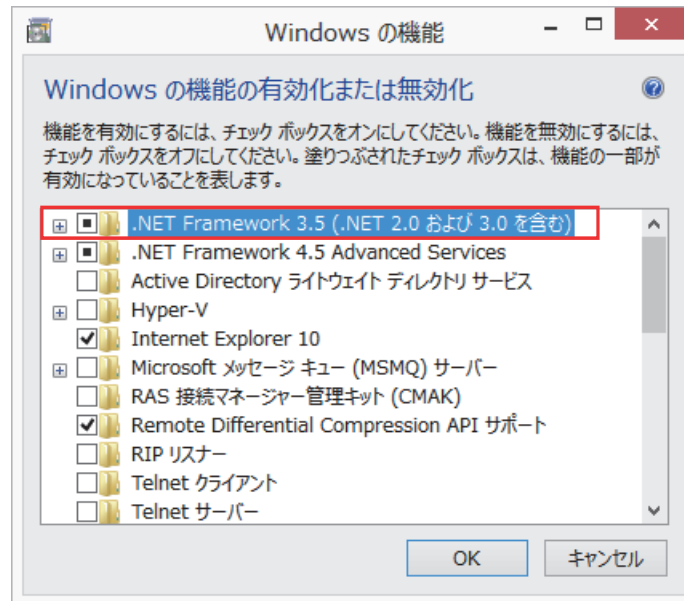 Windows の機能
Windows の機能の有効化または無効化
機能を有効にするには、チェック ボックスをオンにしてください。機能を無効にするには、
チェック ボックスをオフにしてください。塗りつぶされたチェック ボックスは、機能の一部が
有効になっていることを表します。
.NET Framework 3.5 (.NET 2.0 および 3.0 を含む)
.NET Framework 4.5 Advanced Services
Active Directory ライトウェイト ディレクトリ サービス
Hyper-V
Internet Explorer 10
Microsoft メッセージ キュー (MSMQ) サーバー
RAS 接続マネージャー管理キット (CMAK)
Remote Differential Compression API サポート
RIP リスナー
Telnet クライアント
Telnet サーバー
OK キャンセル